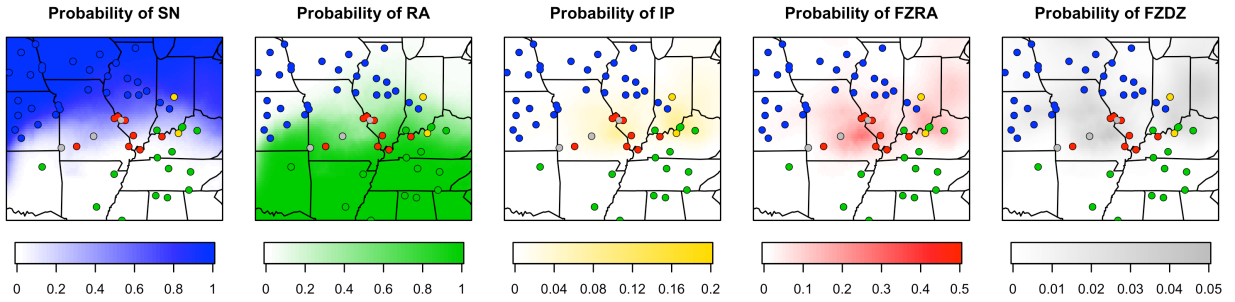 Probability of SN
Probability of RA
Probability of IP
Probability of FZRA
Probability of FZDZ
0 0.2 0.4 0.6 0.8 1
0 0.2 0.4 0.6 0.8 1
0 0.04 0.08 0.12 0.16 0.2
0 0.1 0.2 0.3 0.4 0.5
0 0.01 0.02 0.03 0.04 0.05